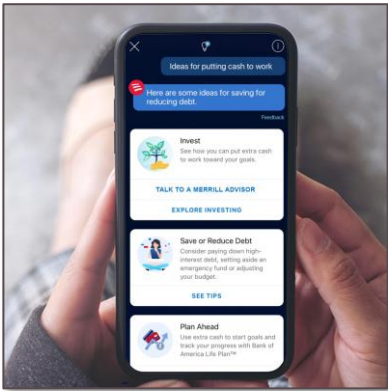 Ideas for putting cash to work
Here are some ideas for saving for
reducing debt.
Feedback
Invest
See how you can put extra cash
to work toward your goals.
TALK TO A MERRILL ADVISOR
EXPLORE INVESTING
Save or Reduce Debt
Consider paying down high-
interest debt, setting aside an
emergency fund or adjusting
your budget.
SEE TIPS
Plan Ahead
Use extra cash to start goals and
track your progress with Bank of
America Life Plan™